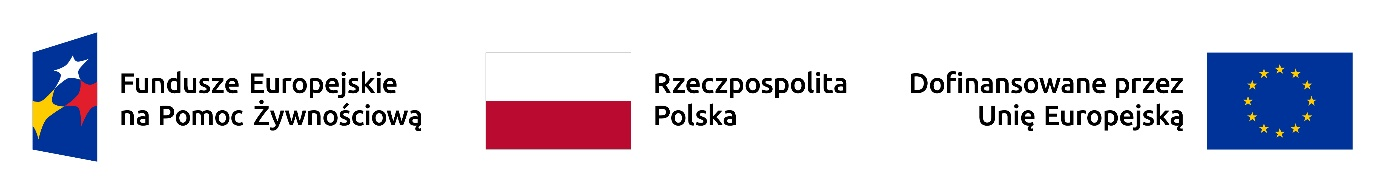 Fundusze Europejskie
na Pomoc Żywnościową
Rzeczpospolita
Polska
Dofinansowane przez
Unię Europejską